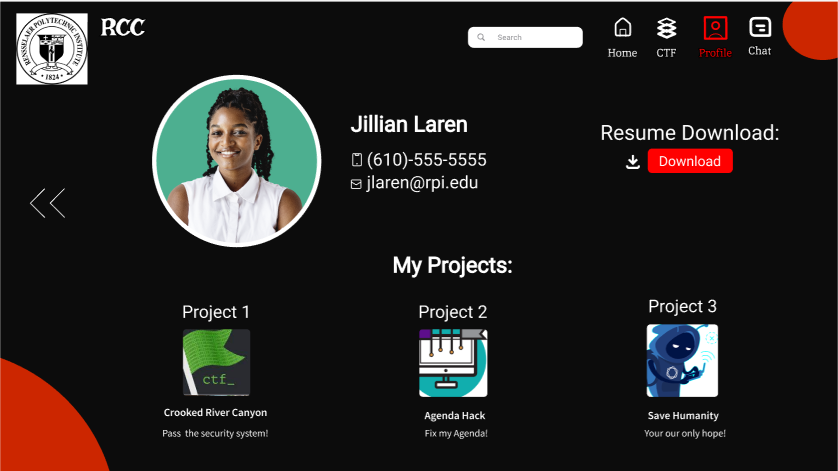 RENSSELAER POLYTECHNIC INSTITUTE
1824
RCC
Search
Home
CTF
Profile
Chat
Jillian Laren
(610)-555-5555
jlaren@rpi.edu
Resume Download:
Download
My Projects:
Project 1
Project 2
Project 3
ctf_
Crooked River Canyon
Agenda Hack
Save Humanity
Pass the security system!
Fix my Agenda!
Your our only hope!